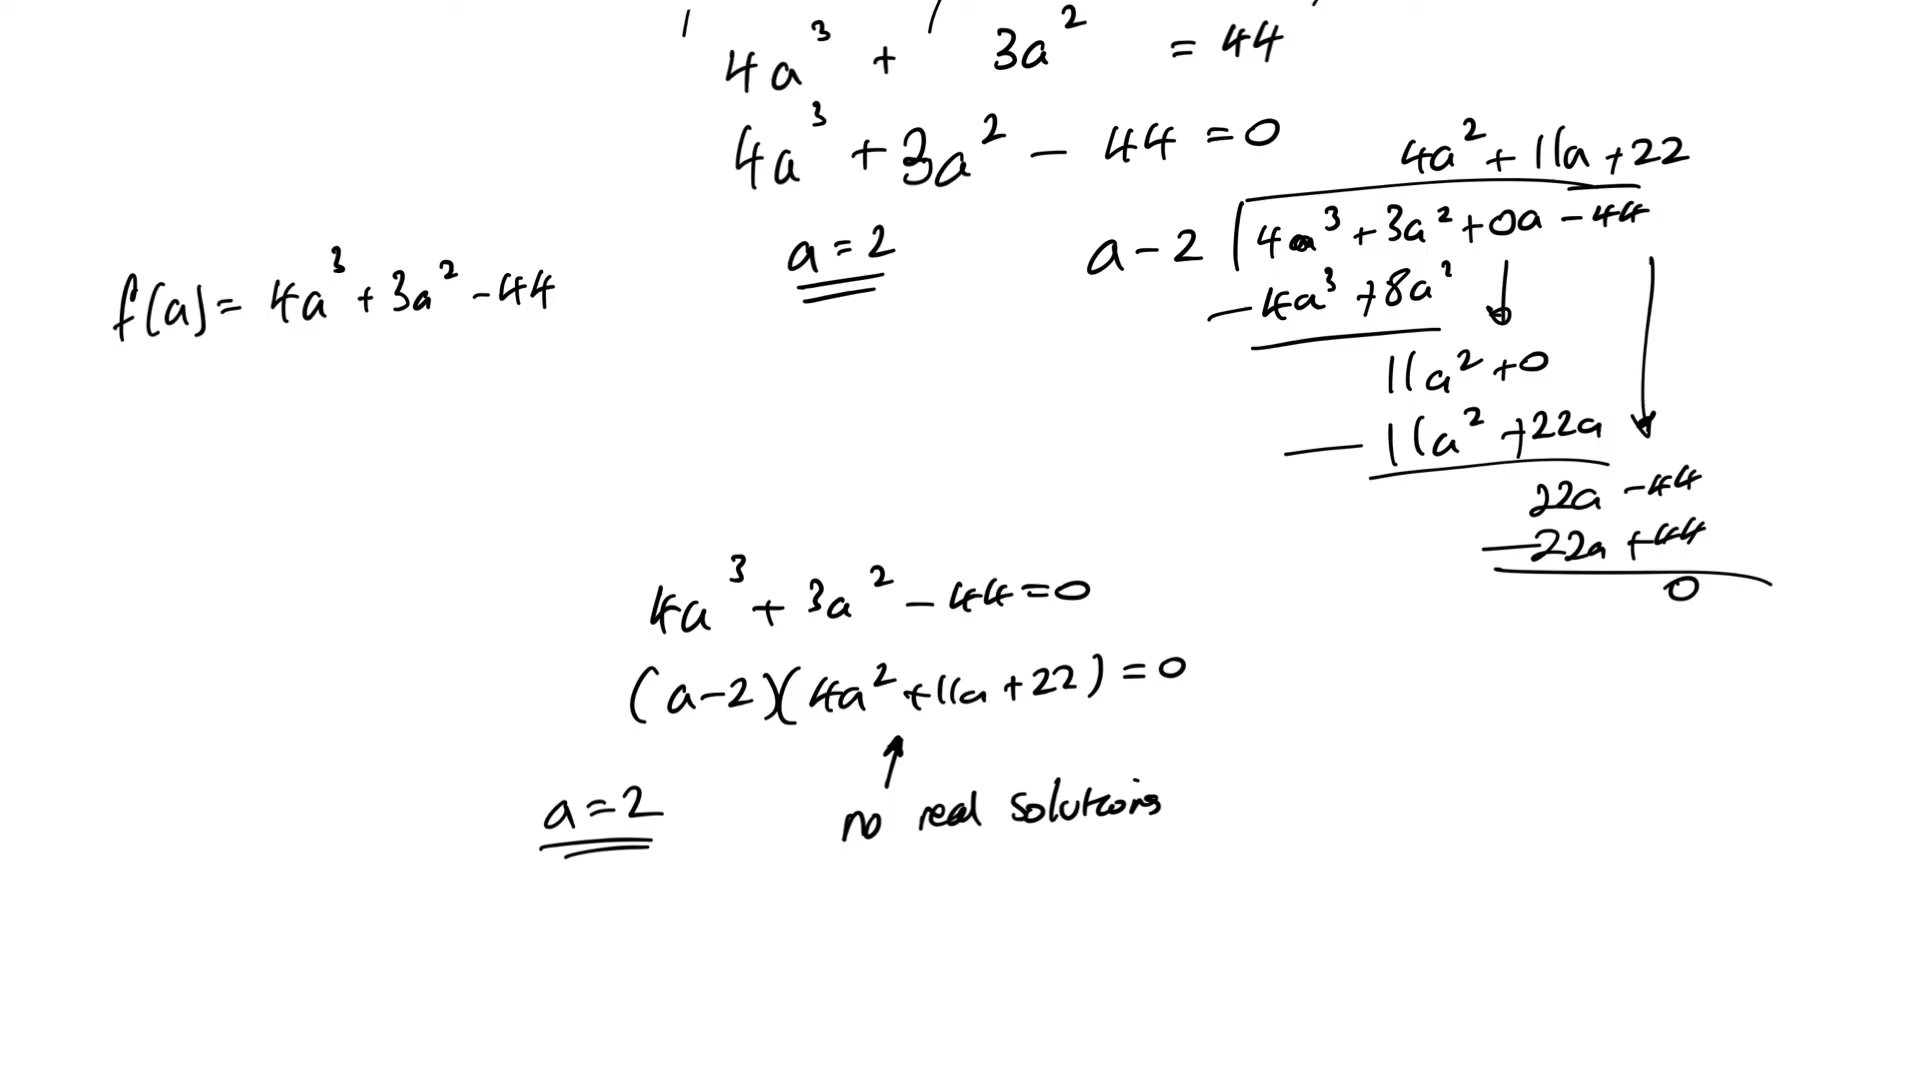 4a³ + 3a² = 44
4a³ + 3a² - 44 = 0
a = 2
f(a) = 4a³ + 3a² - 44
4a² + 11a + 22
a - 2 | 4a³ + 3a² + 0a - 44
- 4a³ + 8a²
11a² + 0
- 11a² + 22a
22a - 44
- 22a + 44
0
4a³ + 3a² - 44 = 0
(a - 2)(4a² + 11a + 22) = 0
a = 2
no real solutions